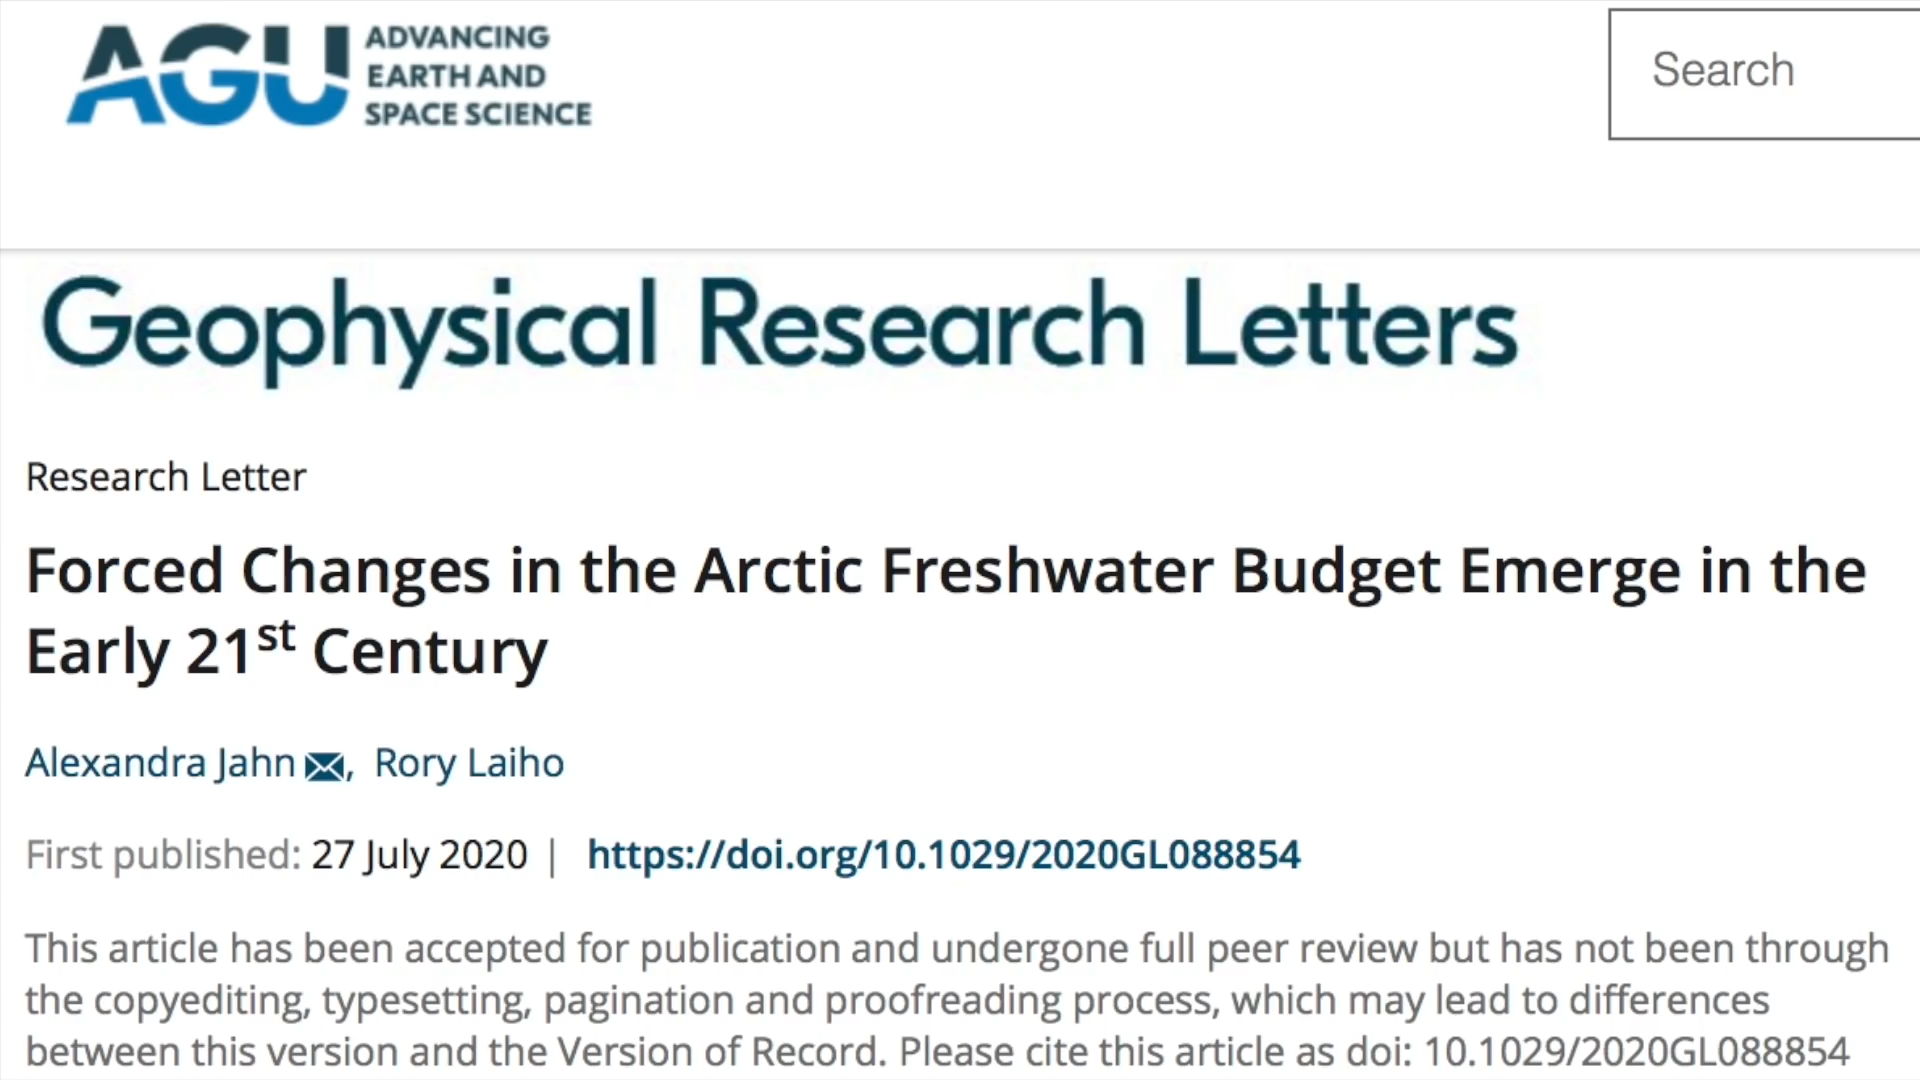 AGU
ADVANCING
EARTH AND
SPACE SCIENCE
Search
Geophysical Research Letters
Research Letter
Forced Changes in the Arctic Freshwater Budget Emerge in the
Early 21st Century
Alexandra Jahn, Rory Laiho
First published: 27 July 2020 | https://doi.org/10.1029/2020GL088854
This article has been accepted for publication and undergone full peer review but has not been through
the copyediting, typesetting, pagination and proofreading process, which may lead to differences
between this version and the Version of Record. Please cite this article as doi: 10.1029/2020GL088854